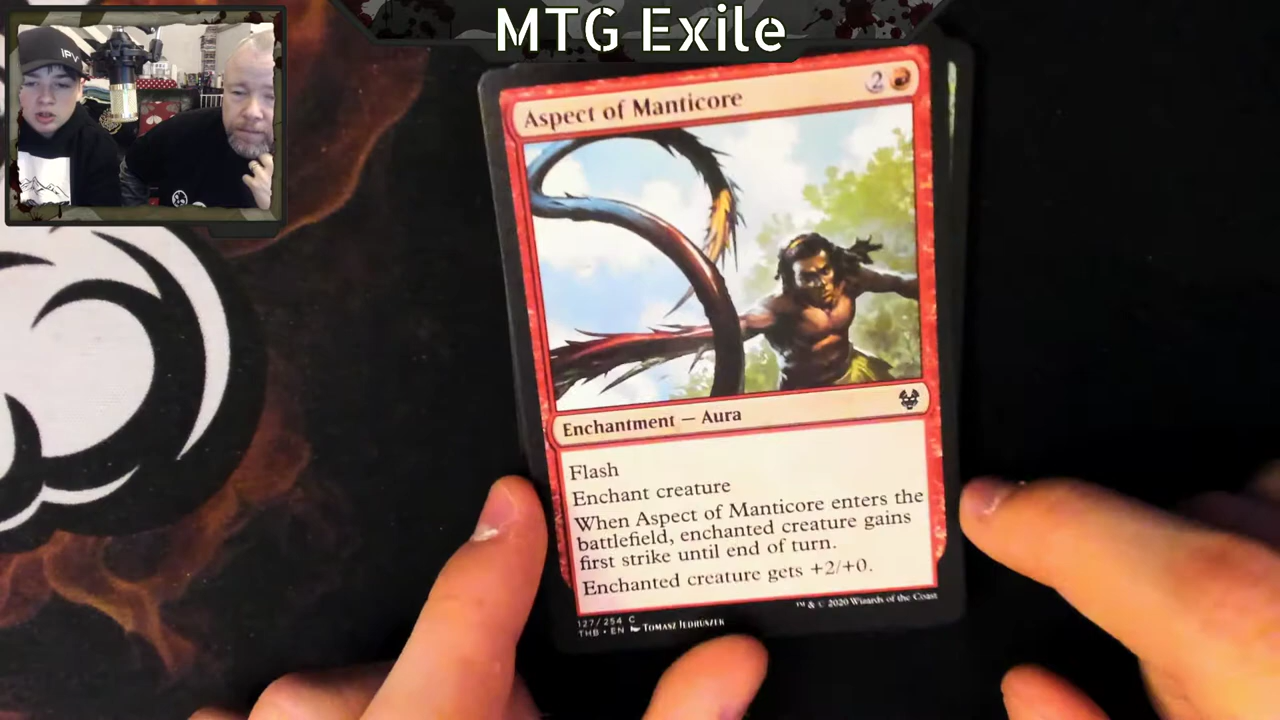 MTG Exile
IPV
Aspect of Manticore 2
Enchantment — Aura
Flash
Enchant creature
When Aspect of Manticore enters the
battlefield, enchanted creature gains
first strike until end of turn.
Enchanted creature gets +2/+0.
127/254 C
THB • EN TOMASZ JEDRUSZEK
™ & © 2020 Wizards of the Coast